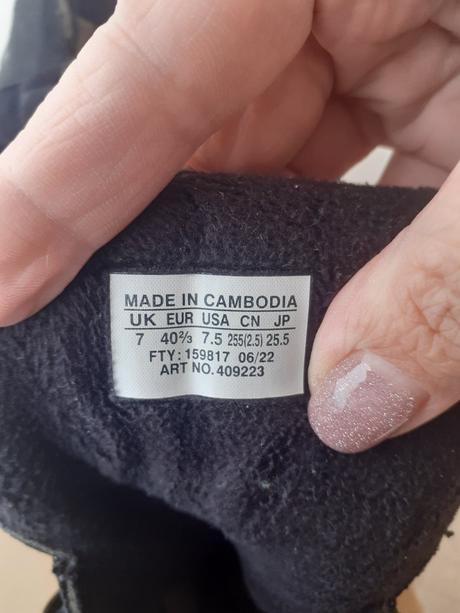 MADE IN CAMBODIA
UK EUR USA CN JP
7 40⅔ 7.5 255(2.5) 25.5
FTY: 159817 06/22
ART NO. 409223